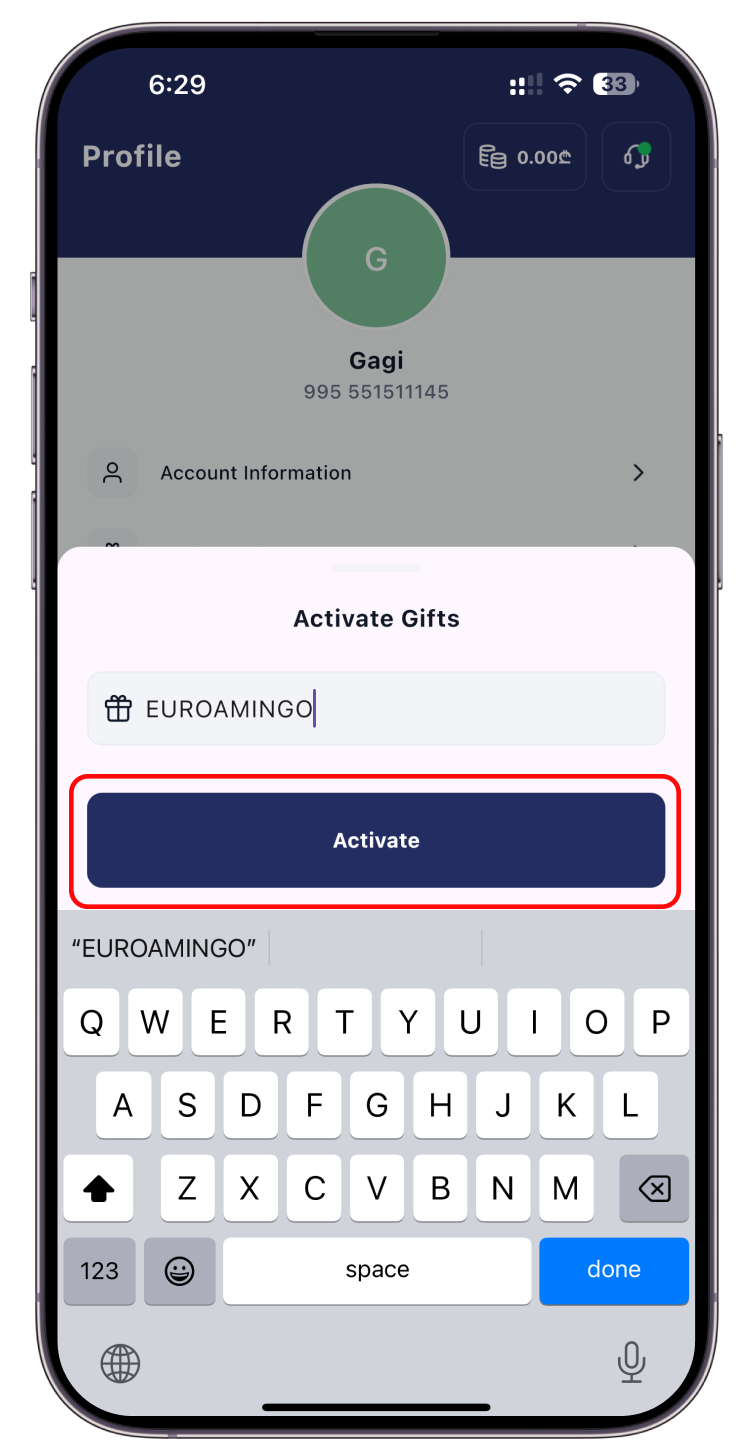 6:29
33
Profile
0.00₾
G
Gagi
995 551511145
Account Information
Activate Gifts
EUROAMINGO
Activate
“EUROAMINGO”
Q W E R T Y U I O P
A S D F G H J K L
Z X C V B N M
123 space done